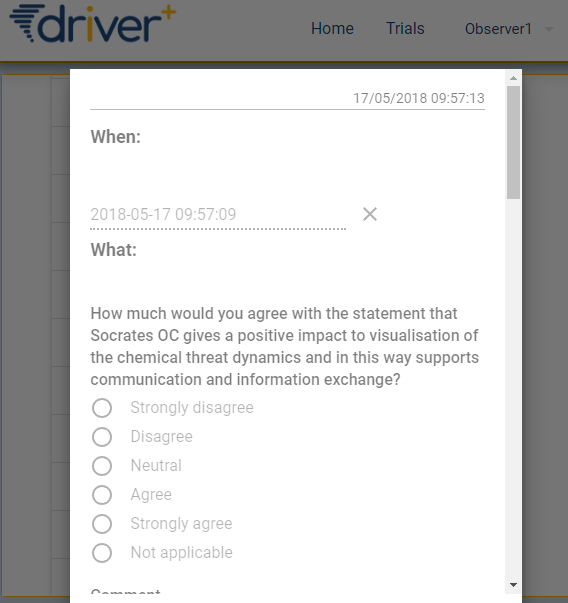 driver+
Home Trials Observer1
17/05/2018 09:57:13
When:
2018-05-17 09:57:09
What:
How much would you agree with the statement that
Socrates OC gives a positive impact to visualisation of
the chemical threat dynamics and in this way supports
communication and information exchange?
Strongly disagree
Disagree
Neutral
Agree
Strongly agree
Not applicable
Comment